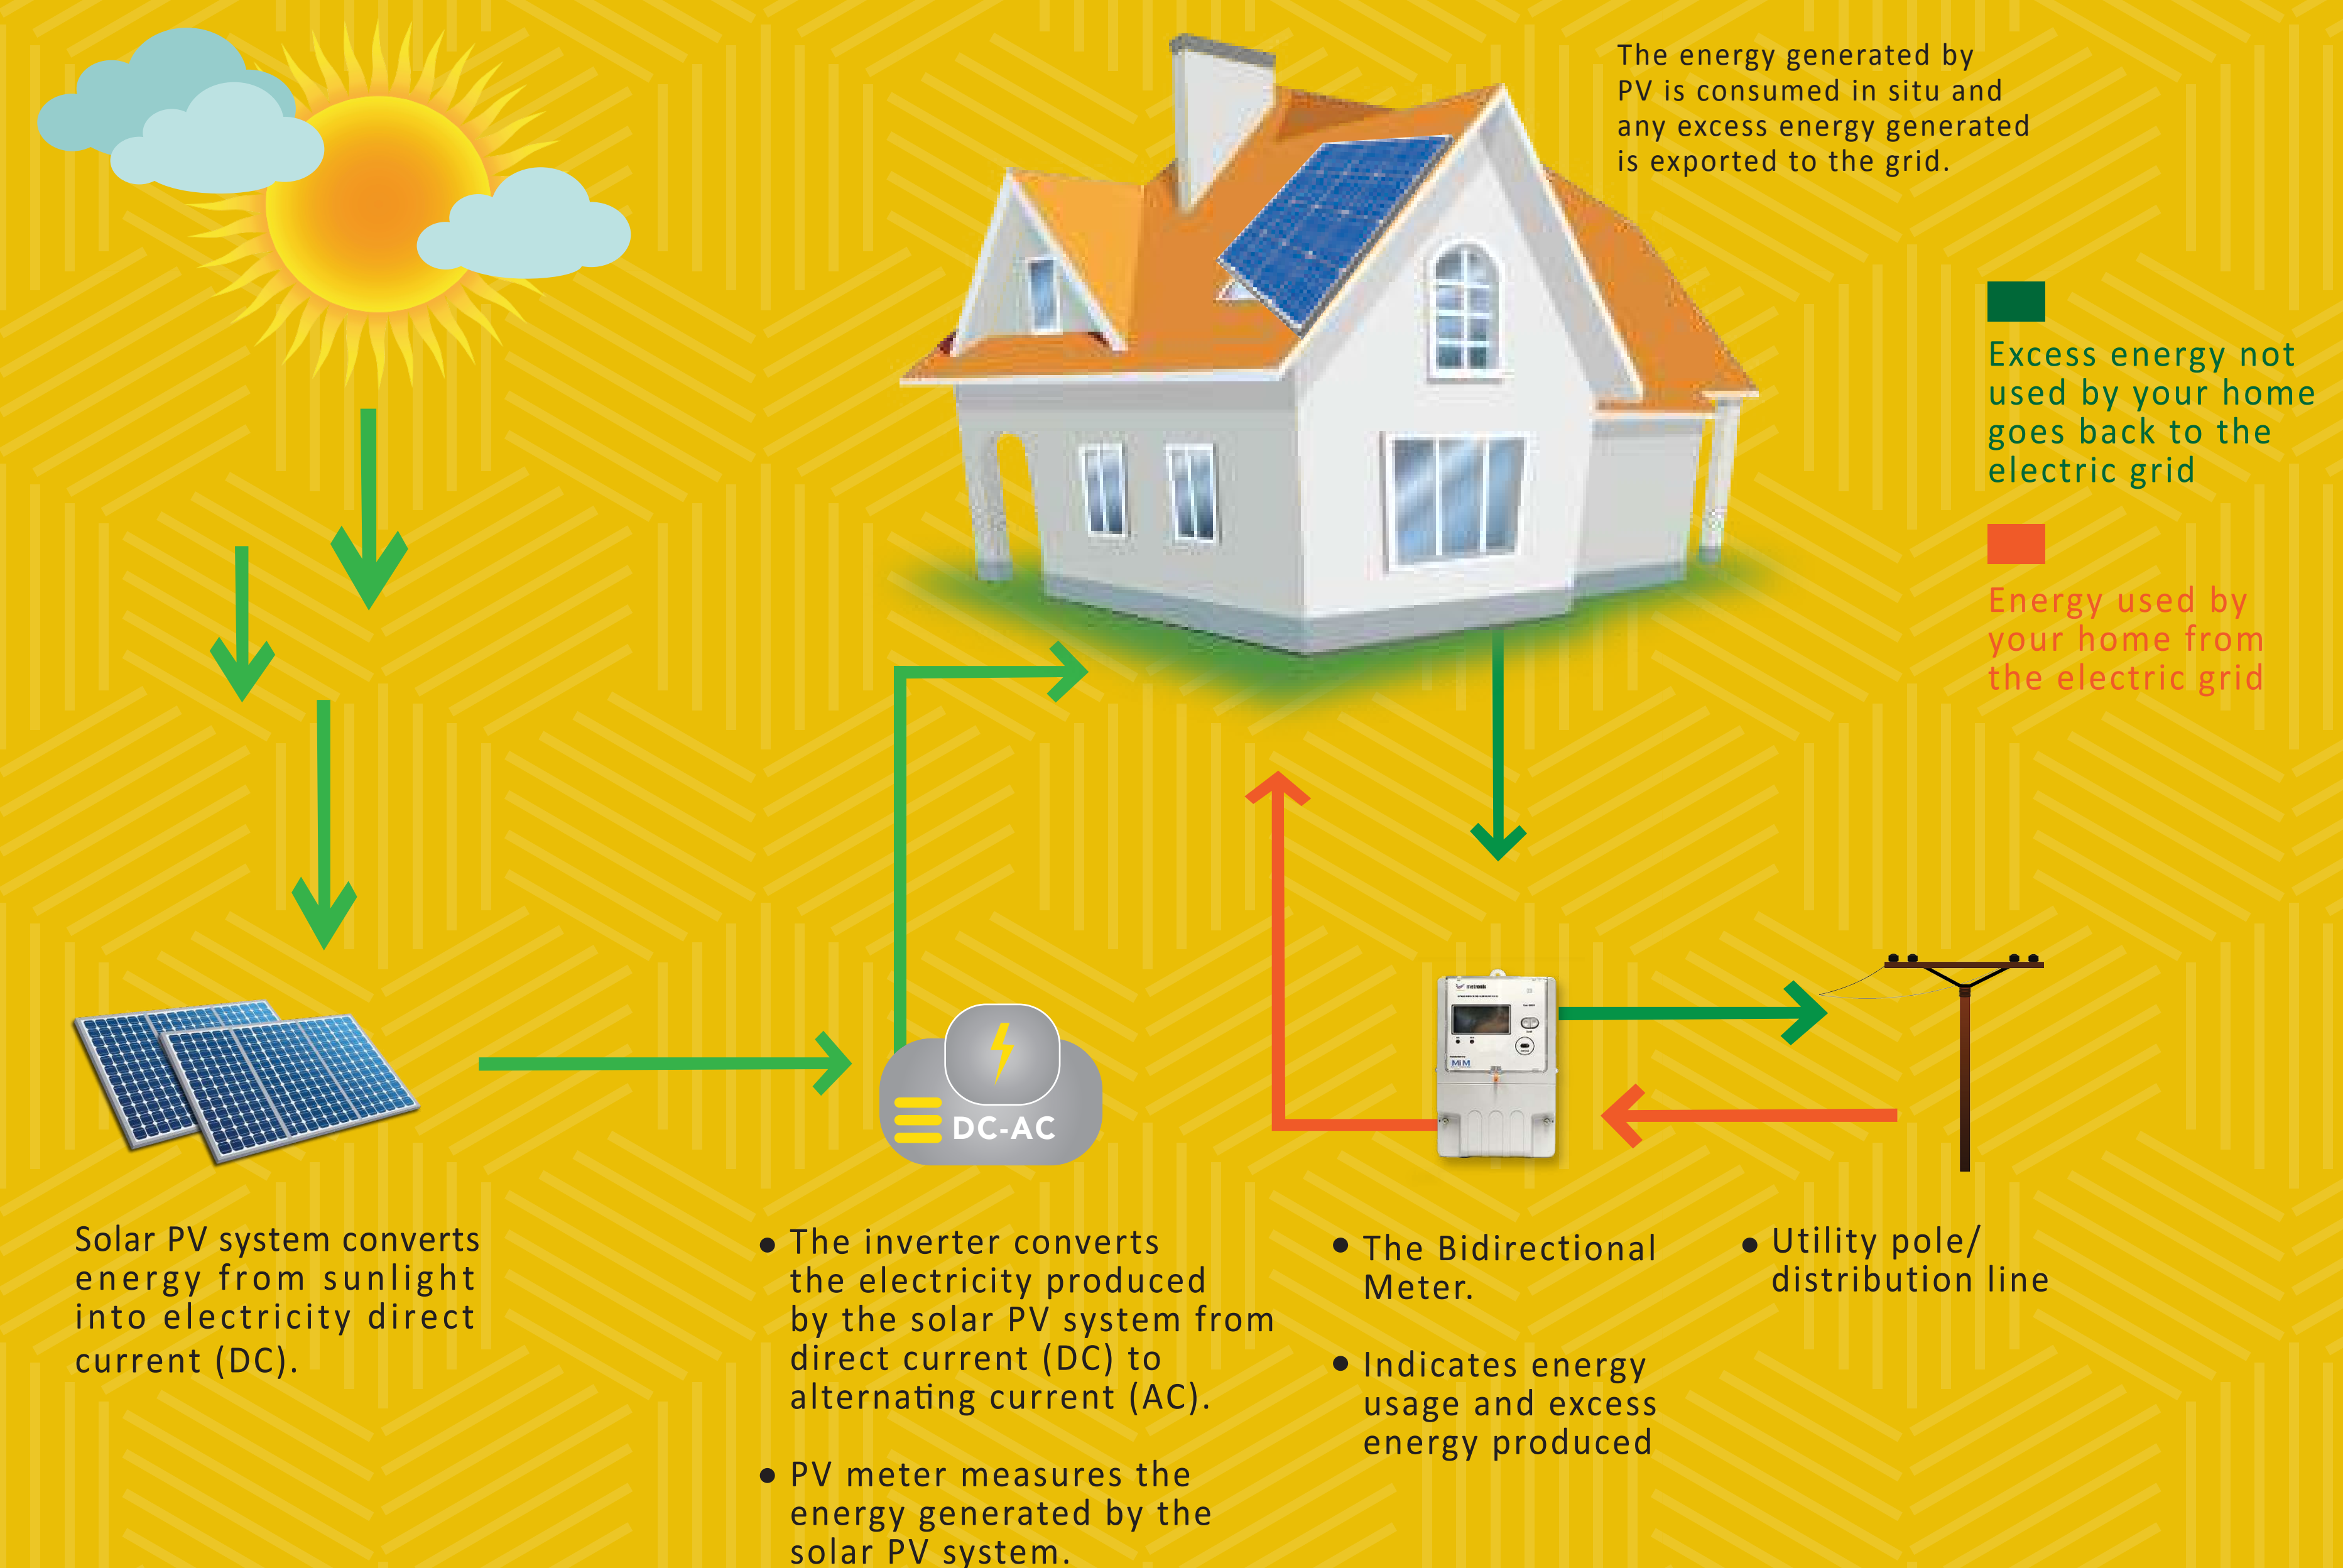 The energy generated by
PV is consumed in situ and
any excess energy generated
is exported to the grid.
Excess energy not
used by your home
goes back to the
electric grid
Energy used by
your home from
the electric grid
DC-AC
MiM
Solar PV system converts
energy from sunlight
into electricity direct
current (DC).
● The inverter converts
the electricity produced
by the solar PV system from
direct current (DC) to
alternating current (AC).
● PV meter measures the
energy generated by the
solar PV system.
● The Bidirectional
Meter.
● Indicates energy
usage and excess
energy produced
● Utility pole/
distribution line